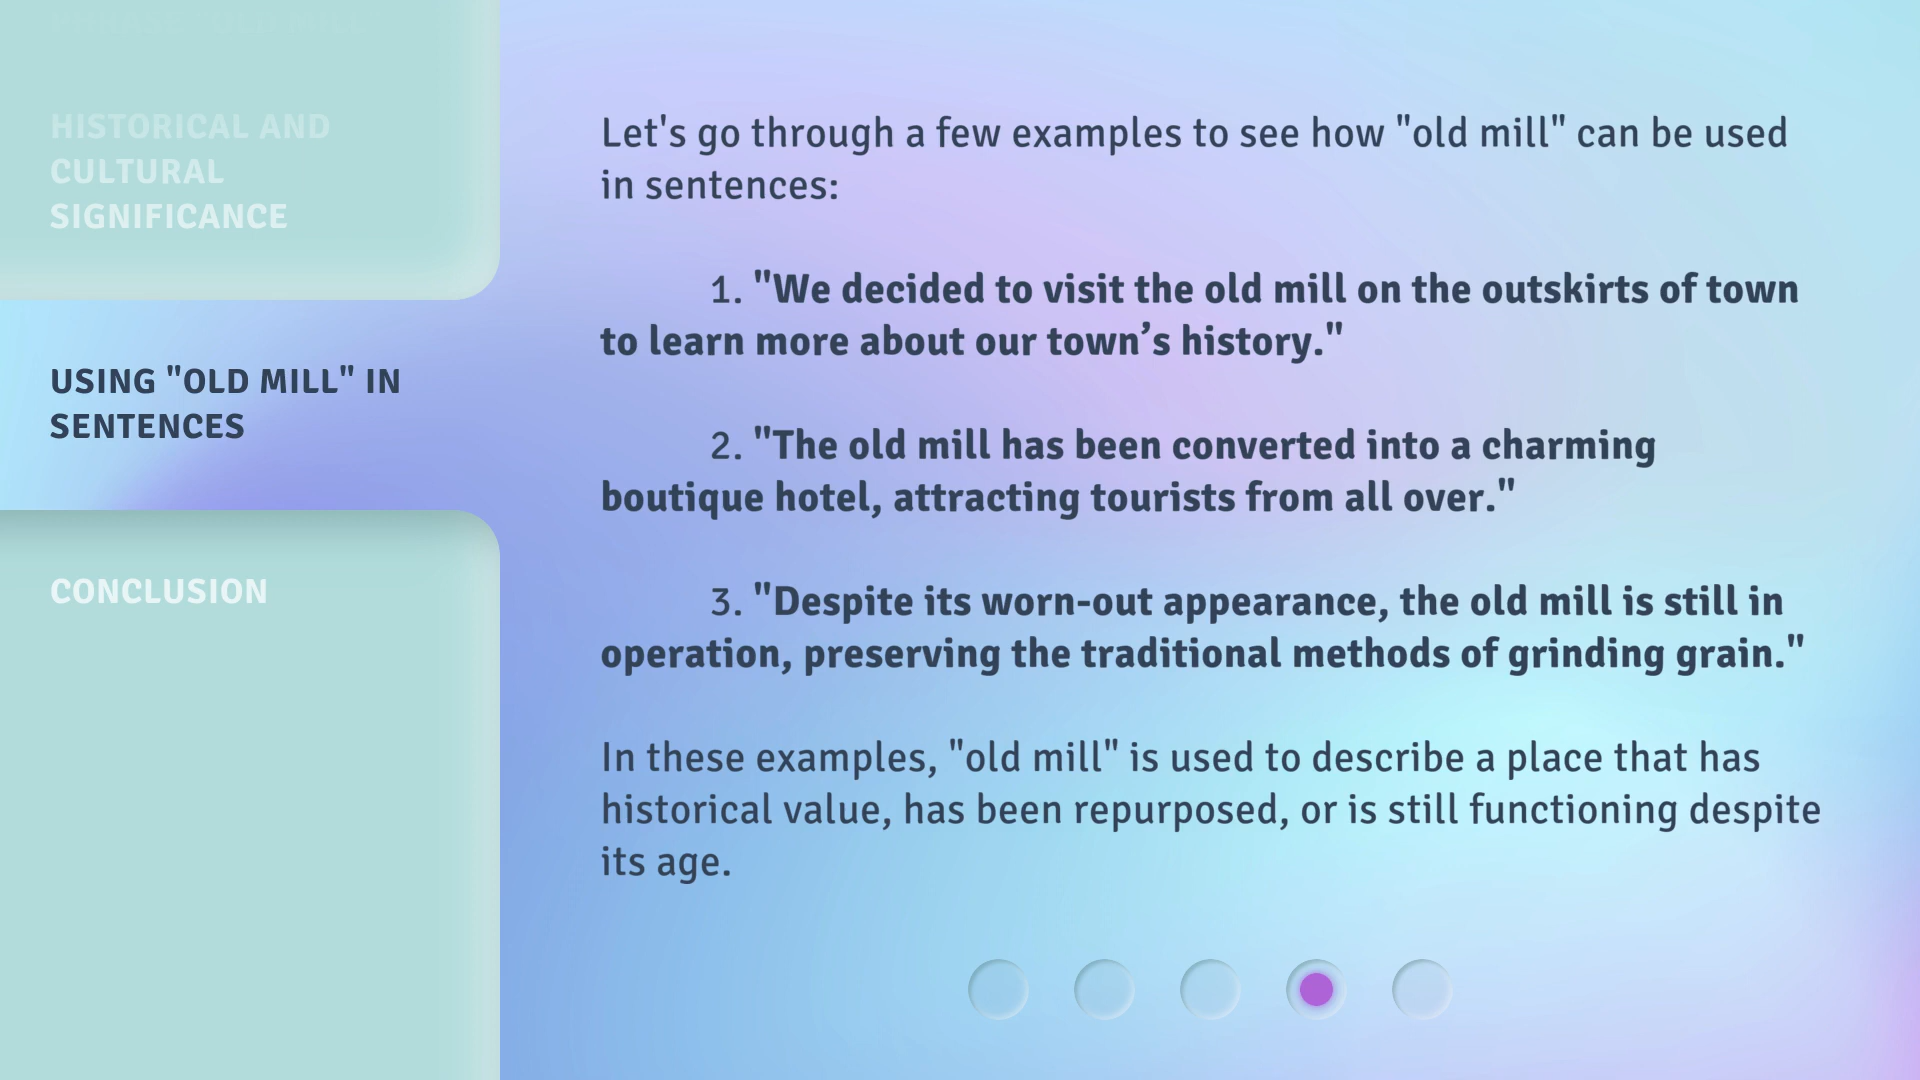 PHRASE "OLD MILL"
HISTORICAL AND
CULTURAL
SIGNIFICANCE
USING "OLD MILL" IN
SENTENCES
CONCLUSION
Let's go through a few examples to see how "old mill" can be used
in sentences:
1. "We decided to visit the old mill on the outskirts of town
to learn more about our town’s history."
2. "The old mill has been converted into a charming
boutique hotel, attracting tourists from all over."
3. "Despite its worn-out appearance, the old mill is still in
operation, preserving the traditional methods of grinding grain."
In these examples, "old mill" is used to describe a place that has
historical value, has been repurposed, or is still functioning despite
its age.